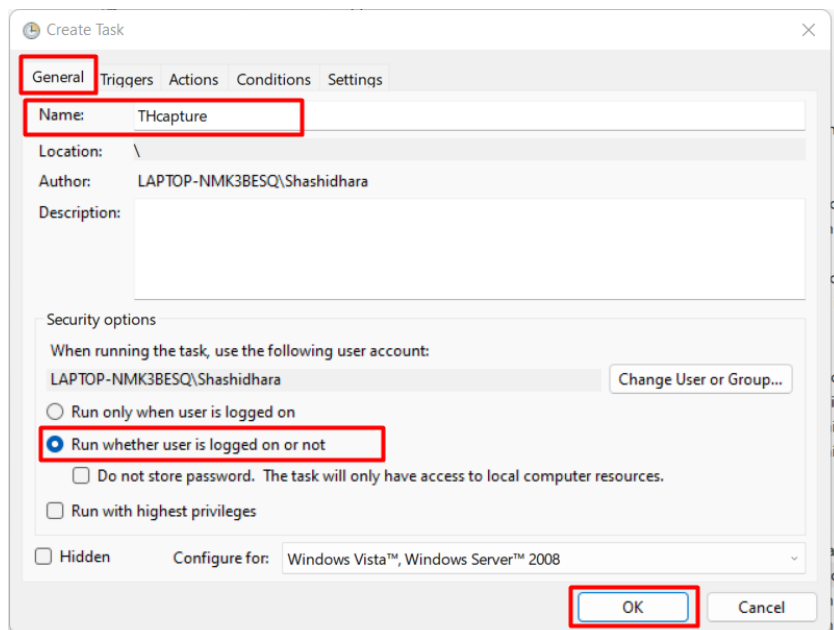 Create Task
General Triggers Actions Conditions Settings
Name: THcapture
Location: \
Author: LAPTOP-NMK3BESQ\Shashidhara
Description:
Security options
When running the task, use the following user account:
LAPTOP-NMK3BESQ\Shashidhara Change User or Group...
Run only when user is logged on
Run whether user is logged on or not
Do not store password. The task will only have access to local computer resources.
Run with highest privileges
Hidden Configure for: Windows Vista™, Windows Server™ 2008
OK Cancel